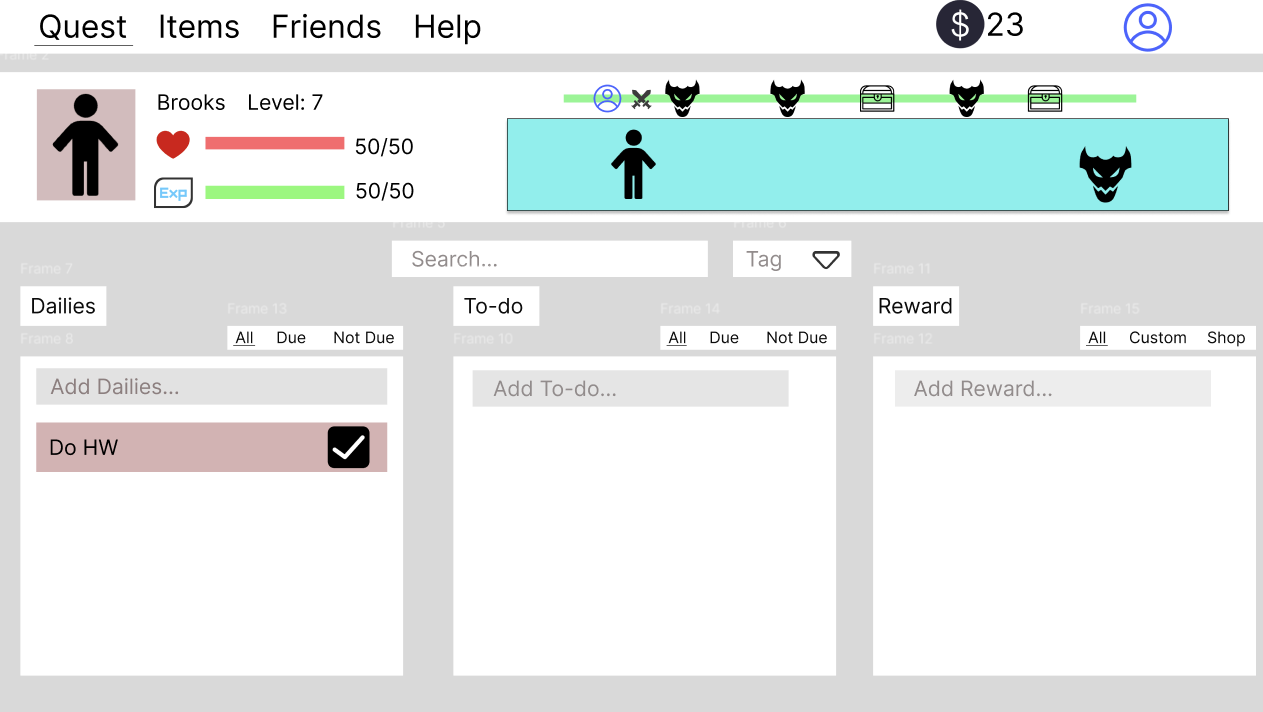 Quest Items Friends Help $ 23
Frame 2
Brooks Level: 7
50/50
Exp 50/50
Frame 5 Frame 6
Search... Tag
Frame 7 Frame 11
Dailies To-do Reward
Frame 13 Frame 14 Frame 15
Frame 8 All Due Not Due Frame 10 All Due Not Due Frame 12 All Custom Shop
Add Dailies... Add To-do... Add Reward...
Do HW